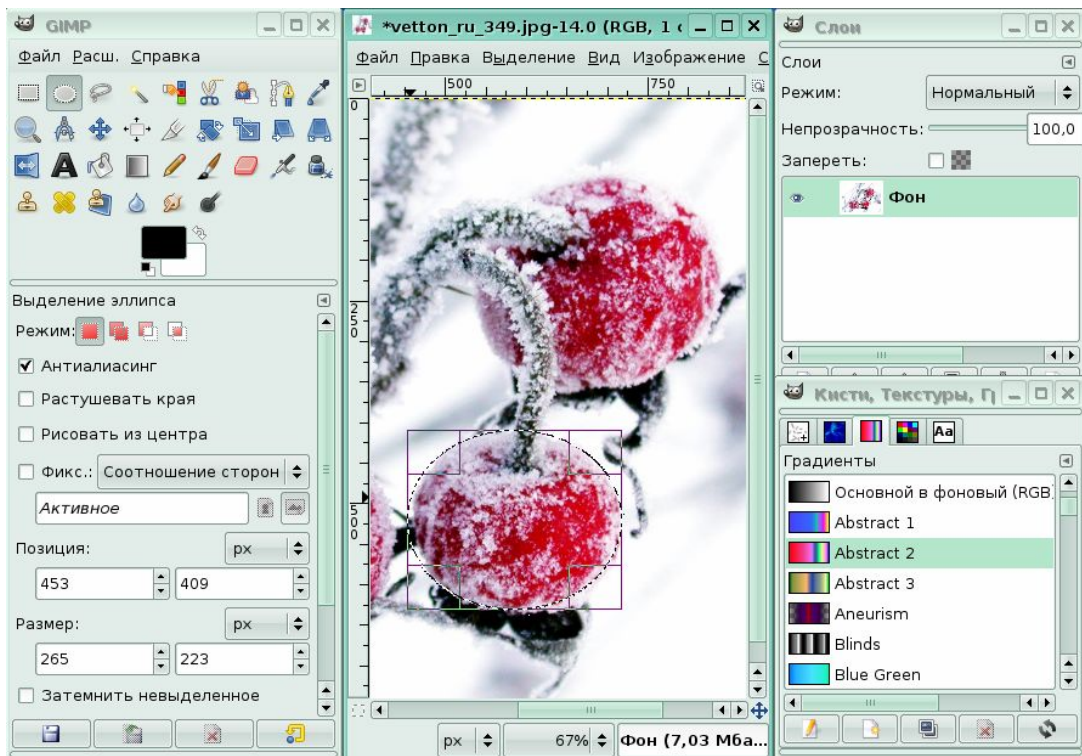 GIMP
Файл Расш. Справка
Выделение эллипса
Режим:
Антиалиасинг
Растушевать края
Рисовать из центра
Фикс.: Соотношение сторон
Активное
Позиция: px
453 409
Размер: px
265 223
Затемнить невыделенное
*vetton_ru_349.jpg-14.0 (RGB, 1 с
Файл Правка Выделение Вид Изображение С
500 750
0
250
500
px 67% Фон (7,03 Мба...
Слои
Слои
Режим: Нормальный
Непрозрачность: 100,0
Запереть:
Фон
Кисти, Текстуры, Гр
Aa
Градиенты
Основной в фоновый (RGB)
Abstract 1
Abstract 2
Abstract 3
Aneurism
Blinds
Blue Green